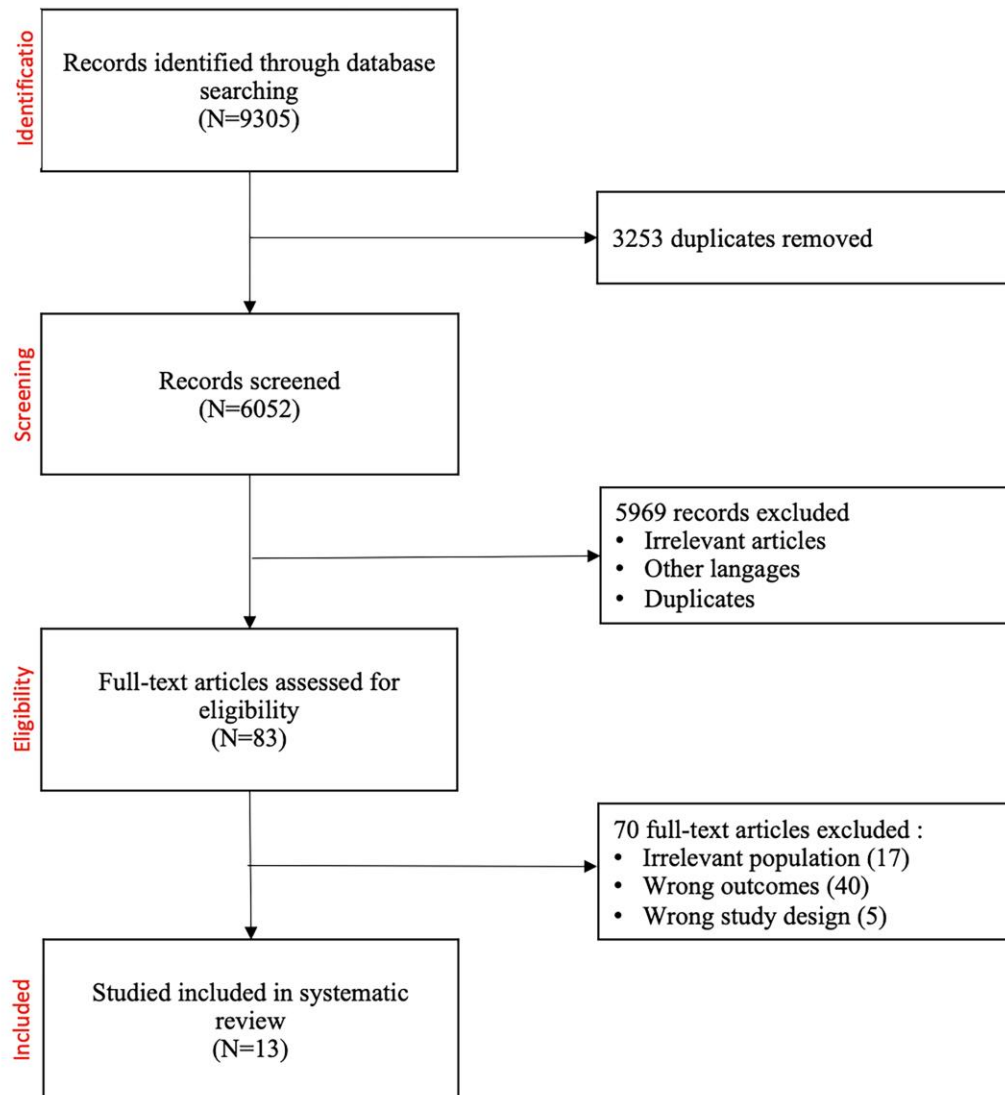 Identificatio
Records identified through database
searching
(N=9305)
3253 duplicates removed
Screening
Records screened
(N=6052)
5969 records excluded
• Irrelevant articles
• Other langages
• Duplicates
Eligibility
Full-text articles assessed for
eligibility
(N=83)
70 full-text articles excluded :
• Irrelevant population (17)
• Wrong outcomes (40)
• Wrong study design (5)
Included
Studied included in systematic
review
(N=13)